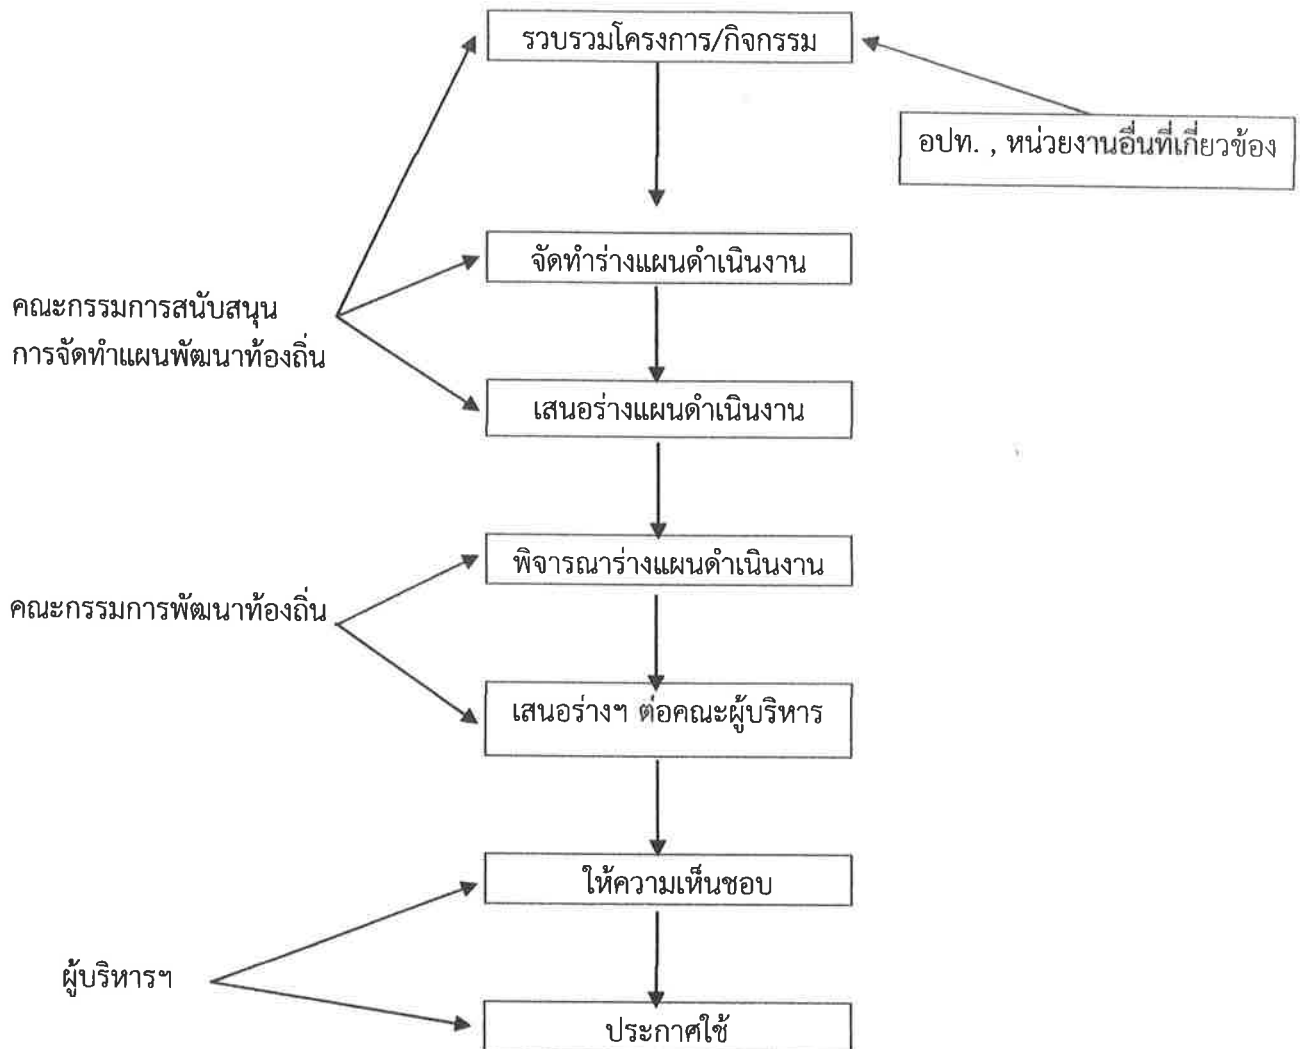 รวบรวมโครงการ/กิจกรรม
อปท. , หน่วยงานอื่นที่เกี่ยวข้อง
จัดทำร่างแผนดำเนินงาน
คณะกรรมการสนับสนุน
การจัดทำแผนพัฒนาท้องถิ่น
เสนอร่างแผนดำเนินงาน
พิจารณาร่างแผนดำเนินงาน
คณะกรรมการพัฒนาท้องถิ่น
เสนอร่างฯ ต่อคณะผู้บริหาร
ให้ความเห็นชอบ
ผู้บริหารฯ
ประกาศใช้